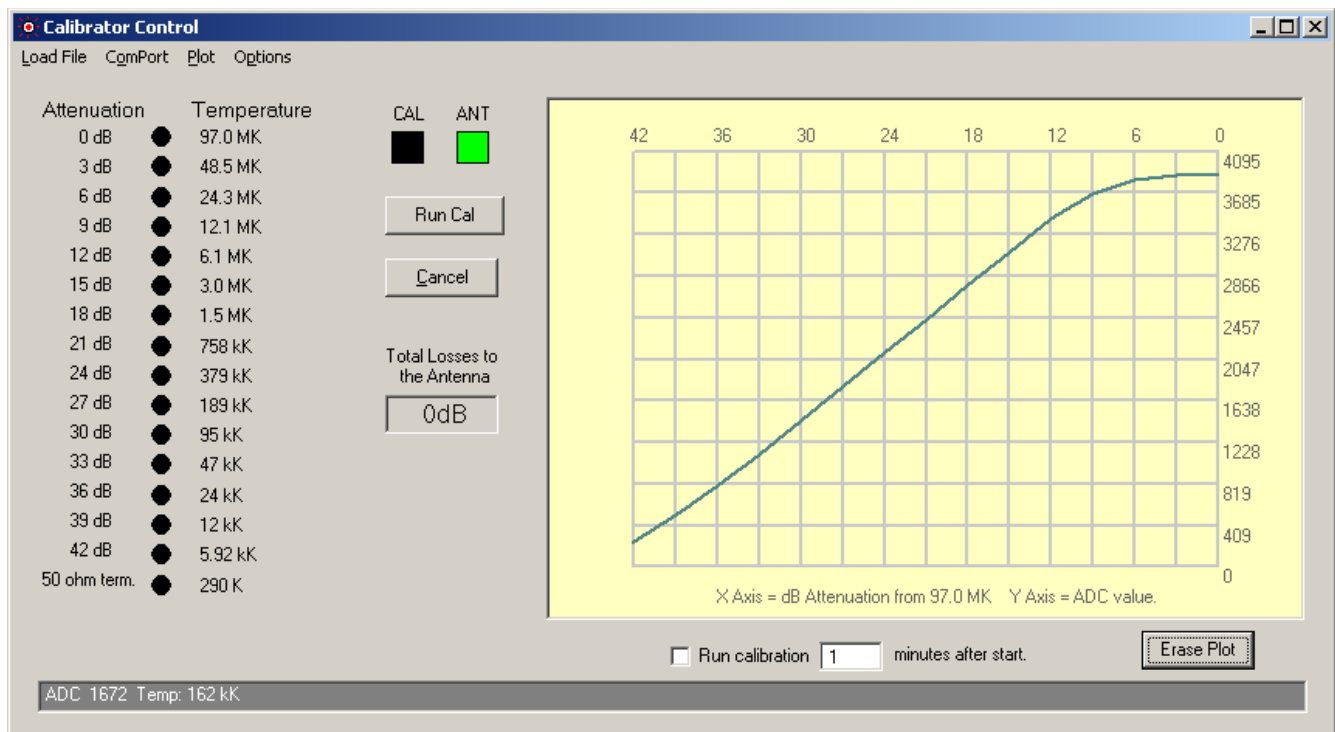 Calibrator Control
Load File ComPort Plot Options
Attenuation Temperature
0 dB 97.0 MK
3 dB 48.5 MK
6 dB 24.3 MK
9 dB 12.1 MK
12 dB 6.1 MK
15 dB 3.0 MK
18 dB 1.5 MK
21 dB 758 kK
24 dB 379 kK
27 dB 189 kK
30 dB 95 kK
33 dB 47 kK
36 dB 24 kK
39 dB 12 kK
42 dB 5.92 kK
50 ohm term. 290 K
CAL ANT
Run Cal
Cancel
Total Losses to
the Antenna
0dB
42 36 30 24 18 12 6 0
4095
3685
3276
2866
2457
2047
1638
1228
819
409
0
X Axis = dB Attenuation from 97.0 MK Y Axis = ADC value.
Run calibration 1 minutes after start.
Erase Plot
ADC 1672 Temp: 162 kK